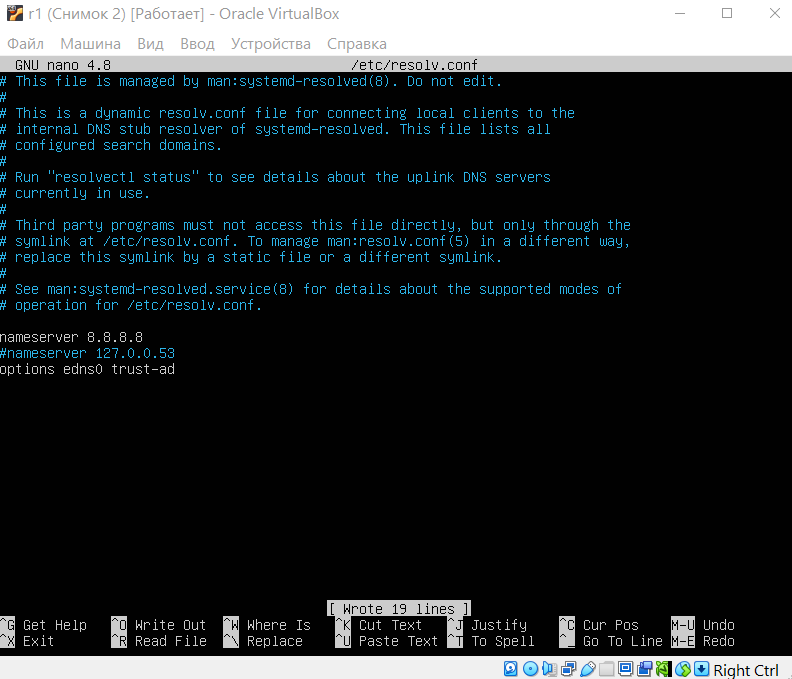 r1 (Снимок 2) [Работает] - Oracle VirtualBox
Файл Машина Вид Ввод Устройства Справка
GNU nano 4.8 /etc/resolv.conf
# This file is managed by man:systemd-resolved(8). Do not edit.
#
# This is a dynamic resolv.conf file for connecting local clients to the
# internal DNS stub resolver of systemd-resolved. This file lists all
# configured search domains.
#
# Run "resolvectl status" to see details about the uplink DNS servers
# currently in use.
#
# Third party programs must not access this file directly, but only through the
# symlink at /etc/resolv.conf. To manage man:resolv.conf(5) in a different way,
# replace this symlink by a static file or a different symlink.
#
# See man:systemd-resolved.service(8) for details about the supported modes of
# operation for /etc/resolv.conf.
nameserver 8.8.8.8
#nameserver 127.0.0.53
options edns0 trust-ad
[ Wrote 19 lines ]
^G Get Help ^O Write Out ^W Where Is ^K Cut Text ^J Justify ^C Cur Pos M-U Undo
^X Exit ^R Read File ^\ Replace ^U Paste Text ^T To Spell ^_ Go To Line M-E Redo
Right Ctrl